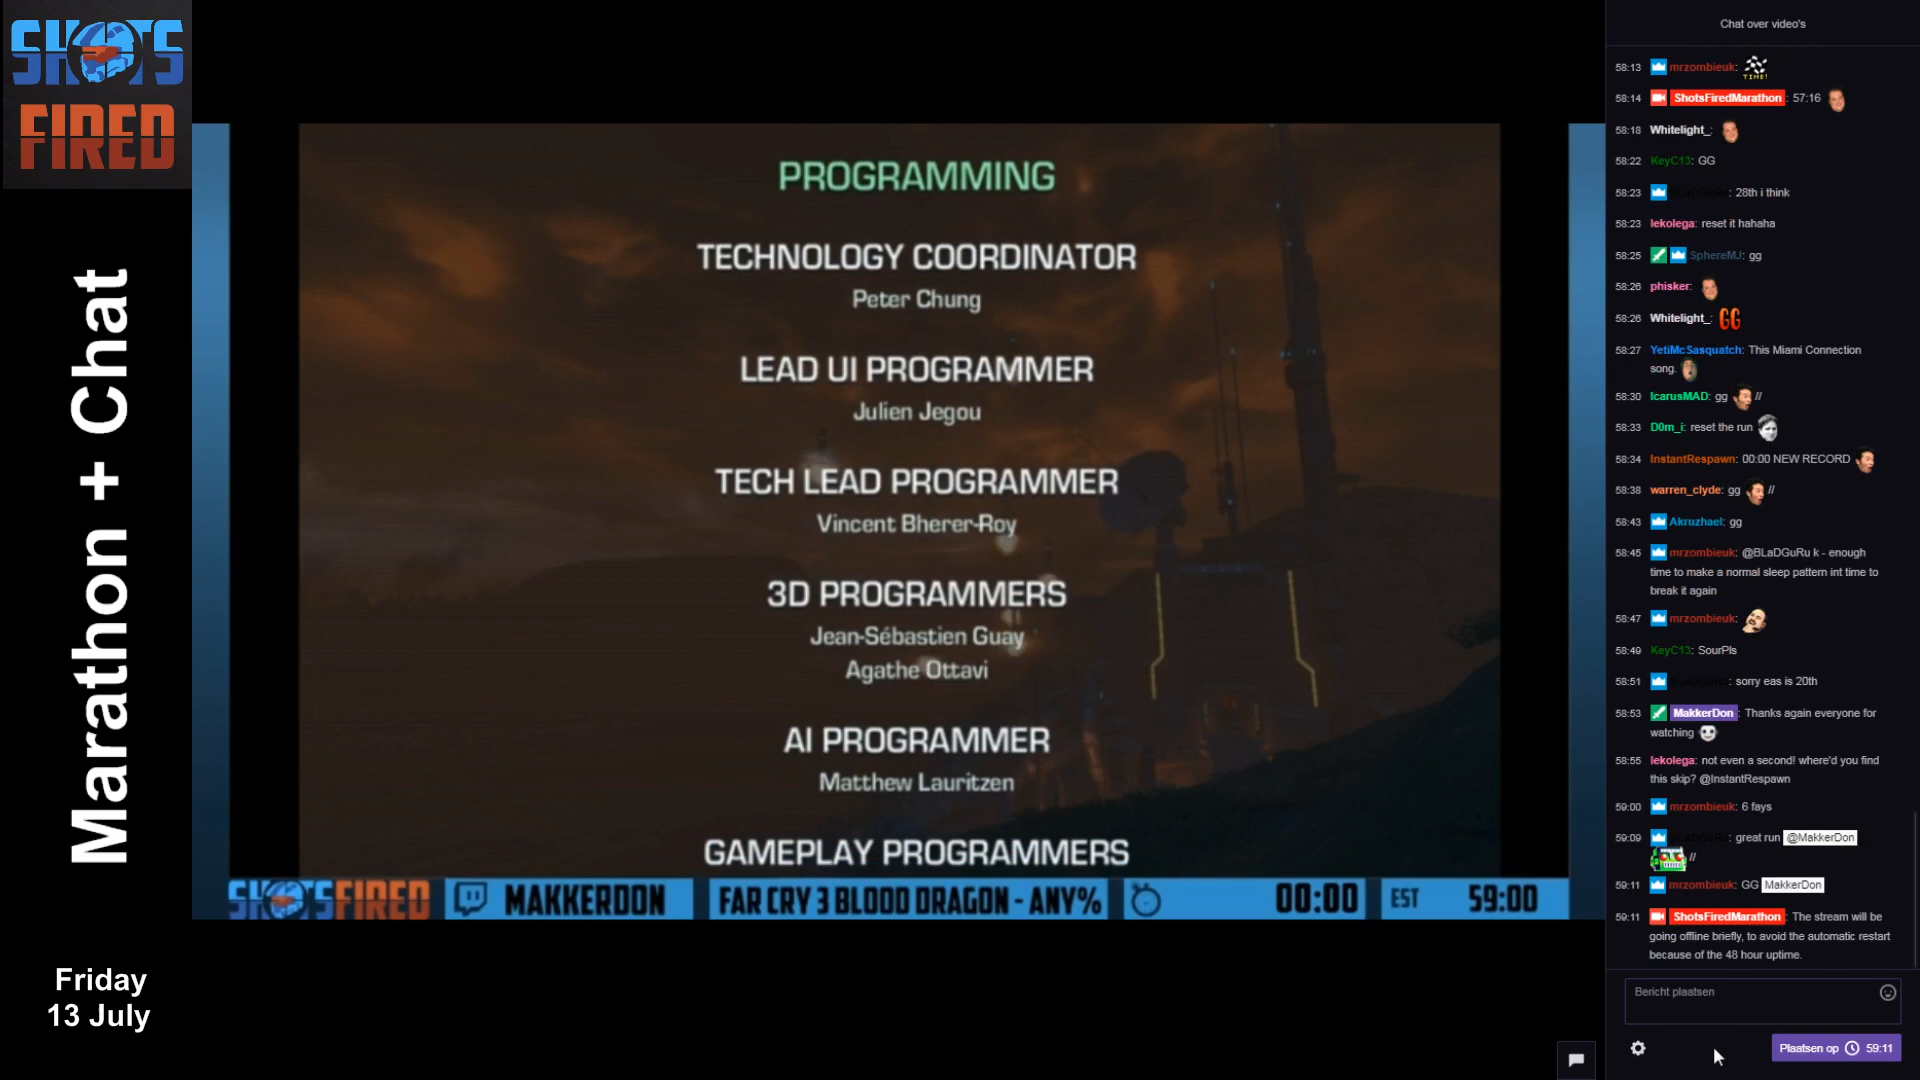 SHOTS
FIRED
Marathon + Chat
Friday
13 July
PROGRAMMING
TECHNOLOGY COORDINATOR
Peter Chung
LEAD UI PROGRAMMER
Julien Jegou
TECH LEAD PROGRAMMER
Vincent Bherer-Roy
3D PROGRAMMERS
Jean-Sébastien Guay
Agathe Ottavi
AI PROGRAMMER
Matthew Lauritzen
GAMEPLAY PROGRAMMERS
SHOTSFIRED
MAKKERDON
FAR CRY 3 BLOOD DRAGON - ANY%
00:00
EST 59:00
Chat over video's
58:13 mrzombieuk: TIME!
58:14 ShotsFiredMarathon: 57:16
58:18 Whitelight_:
58:22 KeyC13: GG
58:23 BLaDGuRu: 28th i think
58:23 lekolega: reset it hahaha
58:25 SphereMJ: gg
58:26 phisker:
58:26 Whitelight_: GG
58:27 YetiMcSasquatch: This Miami Connection
song.
58:30 IcarusMAD: gg //
58:33 D0m_i: reset the run
58:34 InstantRespawn: 00:00 NEW RECORD
58:38 warren_clyde: gg //
58:43 Akruzhael: gg
58:45 mrzombieuk: @BLaDGuRu k - enough
time to make a normal sleep pattern int time to
break it again
58:47 mrzombieuk:
58:49 KeyC13: SourPls
58:51 BLaDGuRu: sorry eas is 20th
58:53 MakkerDon: Thanks again everyone for
watching
58:55 lekolega: not even a second! where'd you find
this skip? @InstantRespawn
59:00 mrzombieuk: 6 fays
59:09 BLaDGuRu: great run @MakkerDon
//
59:11 mrzombieuk: GG MakkerDon
59:11 ShotsFiredMarathon: The stream will be
going offline briefly, to avoid the automatic restart
because of the 48 hour uptime.
Bericht plaatsen
Plaatsen op 59:11